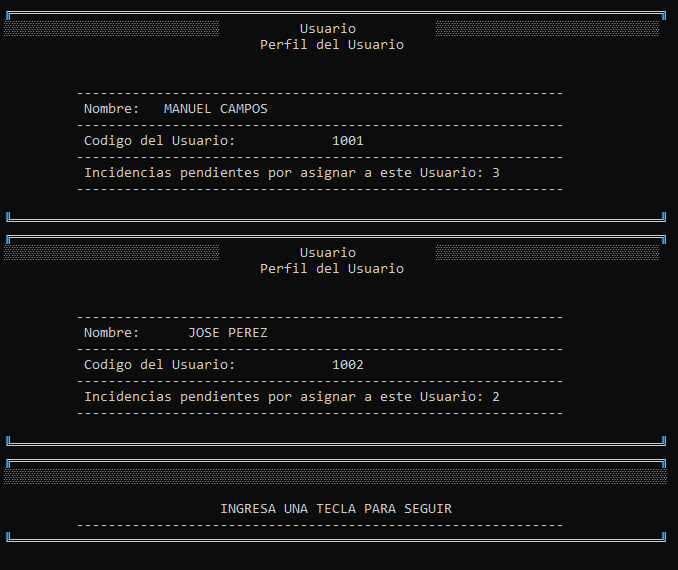 Usuario
Perfil del Usuario
-------------------------------------------------------------
Nombre:   MANUEL CAMPOS
-------------------------------------------------------------
Codigo del Usuario:            1001
-------------------------------------------------------------
Incidencias pendientes por asignar a este Usuario: 3
-------------------------------------------------------------
Usuario
Perfil del Usuario
-------------------------------------------------------------
Nombre:      JOSE PEREZ
-------------------------------------------------------------
Codigo del Usuario:            1002
-------------------------------------------------------------
Incidencias pendientes por asignar a este Usuario: 2
-------------------------------------------------------------
INGRESA UNA TECLA PARA SEGUIR
-------------------------------------------------------------